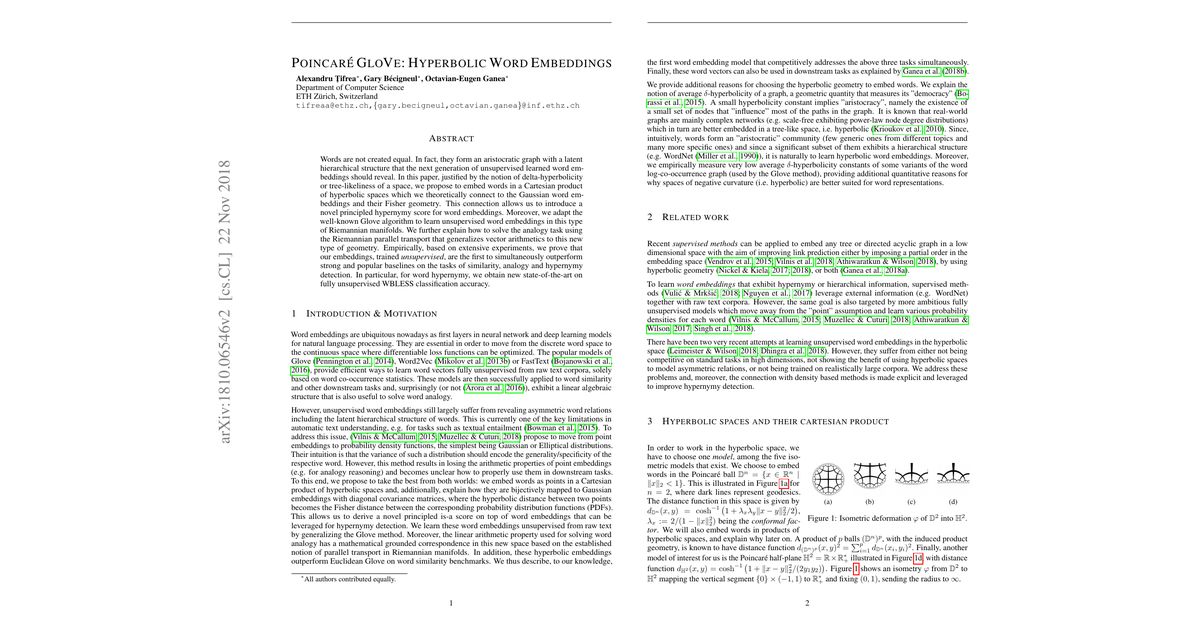 arXiv:1810.06546v2 [cs.CL] 22 Nov 2018
POINCARÉ GLOVE: HYPERBOLIC WORD EMBEDDINGS
Alexandru Țifrea*, Gary Bécigneul*, Octavian-Eugen Ganea*
Department of Computer Science
ETH Zürich, Switzerland
tifreaa@ethz.ch,{gary.becigneul,octavian.ganea}@inf.ethz.ch
ABSTRACT
Words are not created equal. In fact, they form an aristocratic graph with a latent
hierarchical structure that the next generation of unsupervised learned word em-
beddings should reveal. In this paper, justified by the notion of delta-hyperbolicity
or tree-likeliness of a space, we propose to embed words in a Cartesian product
of hyperbolic spaces which we theoretically connect to the Gaussian word em-
beddings and their Fisher geometry. This connection allows us to introduce a
novel principled hypernymy score for word embeddings. Moreover, we adapt the
well-known Glove algorithm to learn unsupervised word embeddings in this type
of Riemannian manifolds. We further explain how to solve the analogy task using
the Riemannian parallel transport that generalizes vector arithmetics to this new
type of geometry. Empirically, based on extensive experiments, we prove that
our embeddings, trained unsupervised, are the first to simultaneously outperform
strong and popular baselines on the tasks of similarity, analogy and hypernymy
detection. In particular, for word hypernymy, we obtain new state-of-the-art on
fully unsupervised WBLESS classification accuracy.
1 INTRODUCTION & MOTIVATION
Word embeddings are ubiquitous nowadays as first layers in neural network and deep learning models
for natural language processing. They are essential in order to move from the discrete word space to
the continuous space where differentiable loss functions can be optimized. The popular models of
Glove (Pennington et al., 2014), Word2Vec (Mikolov et al., 2013b) or FastText (Bojanowski et al.,
2016), provide efficient ways to learn word vectors fully unsupervised from raw text corpora, solely
based on word co-occurrence statistics. These models are then successfully applied to word similarity
and other downstream tasks and, surprisingly (or not (Arora et al., 2016)), exhibit a linear algebraic
structure that is also useful to solve word analogy.
However, unsupervised word embeddings still largely suffer from revealing asymmetric word relations
including the latent hierarchical structure of words. This is currently one of the key limitations in
automatic text understanding, e.g. for tasks such as textual entailment (Bowman et al., 2015). To
address this issue, (Vilnis & McCallum, 2015; Muzellec & Cuturi, 2018) propose to move from point
embeddings to probability density functions, the simplest being Gaussian or Elliptical distributions.
Their intuition is that the variance of such a distribution should encode the generality/specificity of the
respective word. However, this method results in losing the arithmetic properties of point embeddings
(e.g. for analogy reasoning) and becomes unclear how to properly use them in downstream tasks.
To this end, we propose to take the best from both worlds: we embed words as points in a Cartesian
product of hyperbolic spaces and, additionally, explain how they are bijectively mapped to Gaussian
embeddings with diagonal covariance matrices, where the hyperbolic distance between two points
becomes the Fisher distance between the corresponding probability distribution functions (PDFs).
This allows us to derive a novel principled is-a score on top of word embeddings that can be
leveraged for hypernymy detection. We learn these word embeddings unsupervised from raw text by
generalizing the Glove method. Moreover, the linear arithmetic property used for solving word
analogy has a mathematical grounded correspondence in this new space based on the established
notion of parallel transport in Riemannian manifolds. In addition, these hyperbolic embeddings
outperform Euclidean Glove on word similarity benchmarks. We thus describe, to our knowledge,
*All authors contributed equally.
1
the first word embedding model that competitively addresses the above three tasks simultaneously.
Finally, these word vectors can also be used in downstream tasks as explained by Ganea et al. (2018b).
We provide additional reasons for choosing the hyperbolic geometry to embed words. We explain the
notion of average δ-hyperbolicity of a graph, a geometric quantity that measures its "democracy" (Bo-
rassi et al., 2015). A small hyperbolicity constant implies "aristocracy", namely the existence of
a small set of nodes that "influence" most of the paths in the graph. It is known that real-world
graphs are mainly complex networks (e.g. scale-free exhibiting power-law node degree distributions)
which in turn are better embedded in a tree-like space, i.e. hyperbolic (Krioukov et al., 2010). Since,
intuitively, words form an "aristocratic" community (few generic ones from different topics and
many more specific ones) and since a significant subset of them exhibits a hierarchical structure
(e.g. WordNet (Miller et al., 1990)), it is naturally to learn hyperbolic word embeddings. Moreover,
we empirically measure very low average δ-hyperbolicity constants of some variants of the word
log-co-occurrence graph (used by the Glove method), providing additional quantitative reasons for
why spaces of negative curvature (i.e. hyperbolic) are better suited for word representations.
2 RELATED WORK
Recent supervised methods can be applied to embed any tree or directed acyclic graph in a low
dimensional space with the aim of improving link prediction either by imposing a partial order in the
embedding space (Vendrov et al., 2015; Vilnis et al., 2018; Athiwaratkun & Wilson, 2018), by using
hyperbolic geometry (Nickel & Kiela, 2017; 2018), or both (Ganea et al., 2018a).
To learn word embeddings that exhibit hypernymy or hierarchical information, supervised meth-
ods (Vulić & Mrkšić, 2018; Nguyen et al., 2017) leverage external information (e.g. WordNet)
together with raw text corpora. However, the same goal is also targeted by more ambitious fully
unsupervised models which move away from the "point" assumption and learn various probability
densities for each word (Vilnis & McCallum, 2015; Muzellec & Cuturi, 2018; Athiwaratkun &
Wilson, 2017; Singh et al., 2018).
There have been two very recent attempts at learning unsupervised word embeddings in the hyperbolic
space (Leimeister & Wilson, 2018; Dhingra et al., 2018). However, they suffer from either not being
competitive on standard tasks in high dimensions, not showing the benefit of using hyperbolic spaces
to model asymmetric relations, or not being trained on realistically large corpora. We address these
problems and, moreover, the connection with density based methods is made explicit and leveraged
to improve hypernymy detection.
3 HYPERBOLIC SPACES AND THEIR CARTESIAN PRODUCT
In order to work in the hyperbolic space, we
have to choose one model, among the five iso-
metric models that exist. We choose to embed
words in the Poincaré ball 𝔻ⁿ = {x ∈ ℝⁿ |
‖x‖₂ < 1}. This is illustrated in Figure 1a for
n = 2, where dark lines represent geodesics.
The distance function in this space is given by
d_𝔻ⁿ(x, y) = cosh⁻¹(1 + λₓλ_y‖x − y‖₂²/2),
λₓ := 2/(1 − ‖x‖₂²) being the conformal fac-
tor. We will also embed words in products of
(a) (b) (c) (d)
Figure 1: Isometric deformation φ of 𝔻² into ℍ².
hyperbolic spaces, and explain why later on. A product of p balls (𝔻ⁿ)ᵖ, with the induced product
geometry, is known to have distance function d_(𝔻ⁿ)ᵖ(x, y)² = Σᵢ₌₁ᵖ d_𝔻ⁿ(xᵢ, yᵢ)². Finally, another
model of interest for us is the Poincaré half-plane ℍ² = ℝ × ℝ₊* illustrated in Figure 1d, with distance
function d_ℍ²(x, y) = cosh⁻¹(1 + ‖x − y‖₂²/(2x₂y₂)). Figure 1 shows an isometry φ from 𝔻² to
ℍ² mapping the vertical segment {0} × (−1, 1) to ℝ₊* and fixing (0, 1), sending the radius to ∞.
2